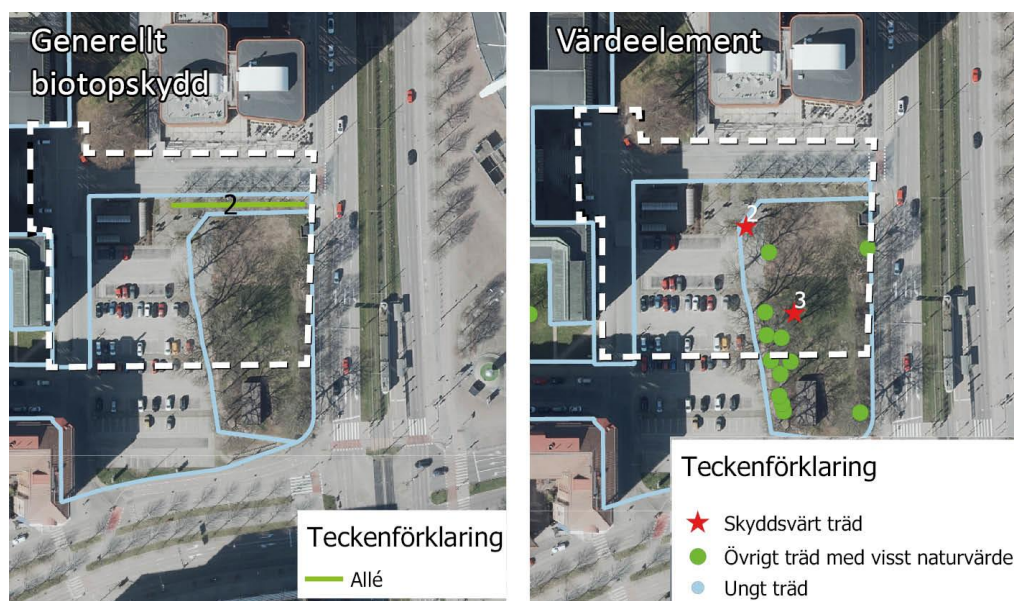 Generellt
biotopskydd
2
Teckenförklaring
Allé
Värdeelement
2
3
Teckenförklaring
Skyddsvärt träd
Övrigt träd med visst naturvärde
Ungt träd